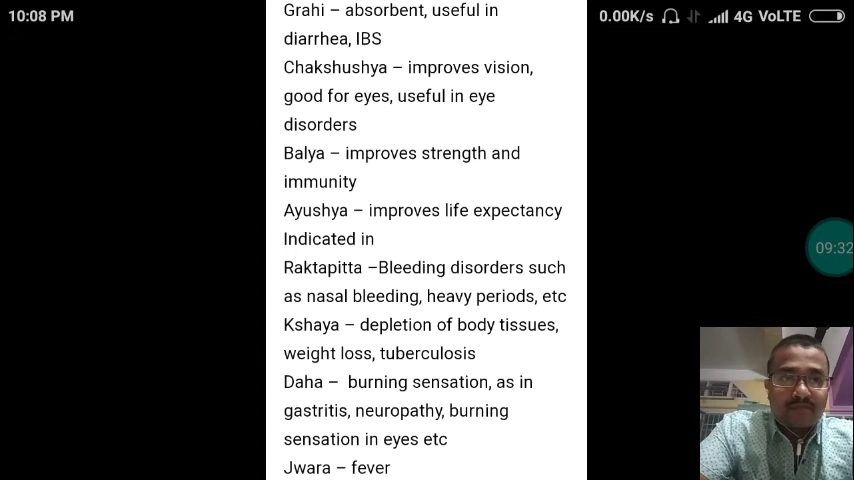 10:08 PM
0.00K/s 4G VoLTE
Grahi – absorbent, useful in
diarrhea, IBS
Chakshushya – improves vision,
good for eyes, useful in eye
disorders
Balya – improves strength and
immunity
Ayushya – improves life expectancy
Indicated in
Raktapitta –Bleeding disorders such
as nasal bleeding, heavy periods, etc
Kshaya – depletion of body tissues,
weight loss, tuberculosis
Daha –  burning sensation, as in
gastritis, neuropathy, burning
sensation in eyes etc
Jwara – fever
09:32